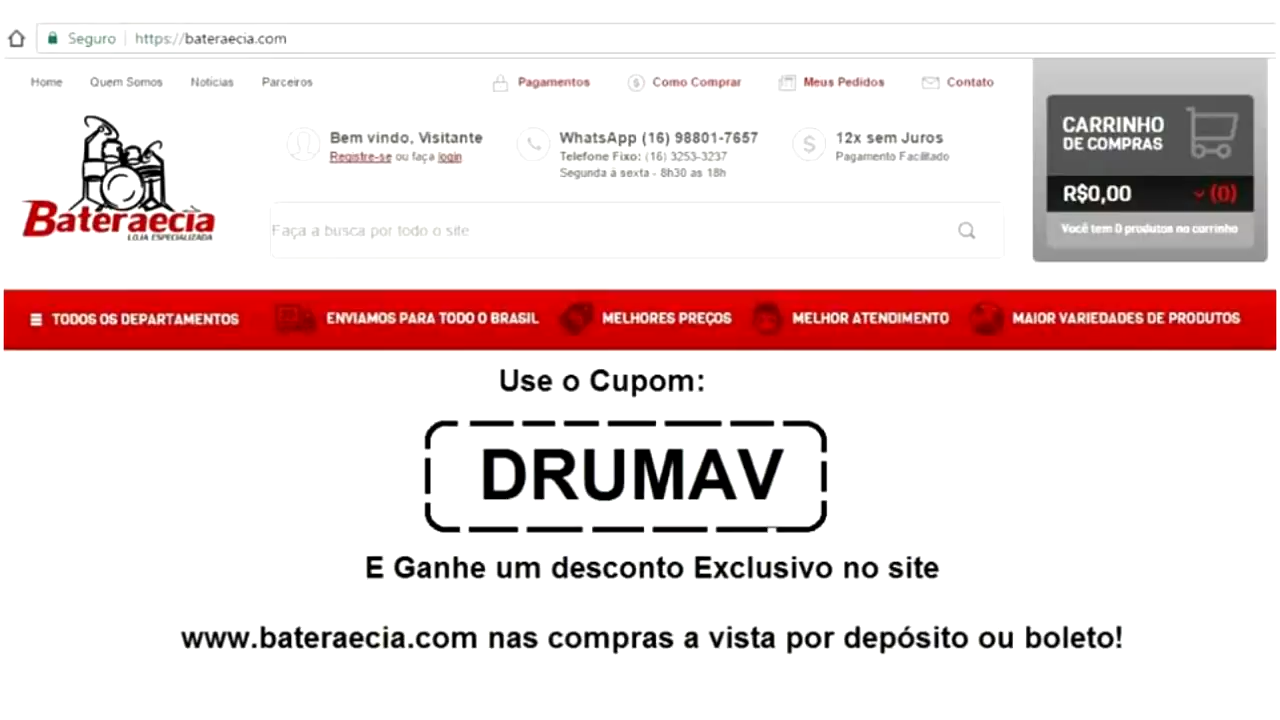 Seguro https://bateraecia.com
Home Quem Somos Noticias Parceiros Pagamentos Como Comprar Meus Pedidos Contato
Bem vindo, Visitante
Registre-se ou faça login
WhatsApp (16) 98801-7657
Telefone Fixo: (16) 3253-3237
Segunda a sexta - 8h30 as 18h
12x sem Juros
Pagamento Facilitado
CARRINHO
DE COMPRAS
R$0,00 (0)
Você tem 0 produtos no carrinho
Bateraecia
LOJA ESPECIALIZADA
Faça a busca por todo o site
TODOS OS DEPARTAMENTOS ENVIAMOS PARA TODO O BRASIL MELHORES PREÇOS MELHOR ATENDIMENTO MAIOR VARIEDADES DE PRODUTOS
Use o Cupom:
DRUMAV
E Ganhe um desconto Exclusivo no site
www.bateraecia.com nas compras a vista por depósito ou boleto!